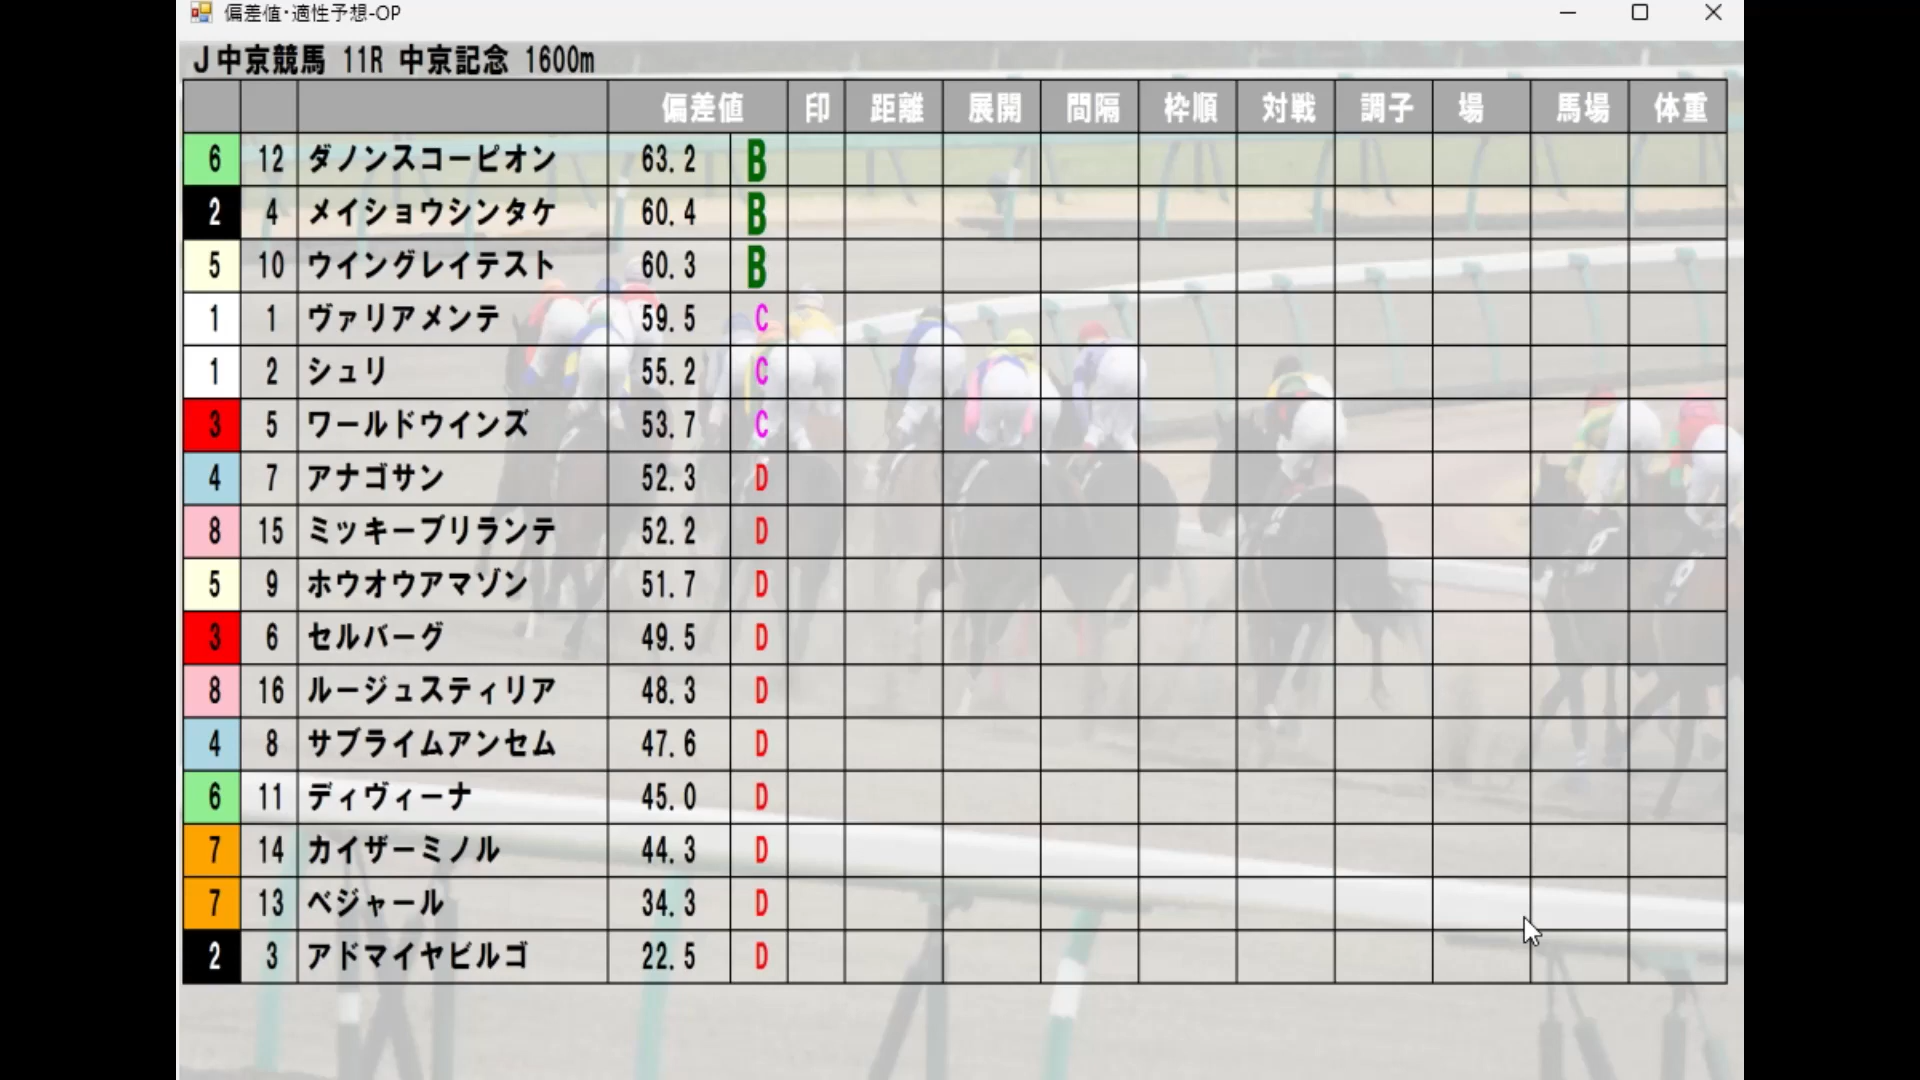 偏差値・適性予想-OP
J中京競馬 11R 中京記念 1600m
偏差値 印 距離 展開 間隔 枠順 対戦 調子 場 馬場 体重
6 12 ダノンスコーピオン 63.2 B
2 4 メイショウシンタケ 60.4 B
5 10 ウイングレイテスト 60.3 B
1 1 ヴァリアメンテ 59.5 C
1 2 シュリ 55.2 C
3 5 ワールドウインズ 53.7 C
4 7 アナゴサン 52.3 D
8 15 ミッキーブリランテ 52.2 D
5 9 ホウオウアマゾン 51.7 D
3 6 セルバーグ 49.5 D
8 16 ルージュスティリア 48.3 D
4 8 サブライムアンセム 47.6 D
6 11 ディヴィーナ 45.0 D
7 14 カイザーミノル 44.3 D
7 13 ベジャール 34.3 D
2 3 アドマイヤビルゴ 22.5 D